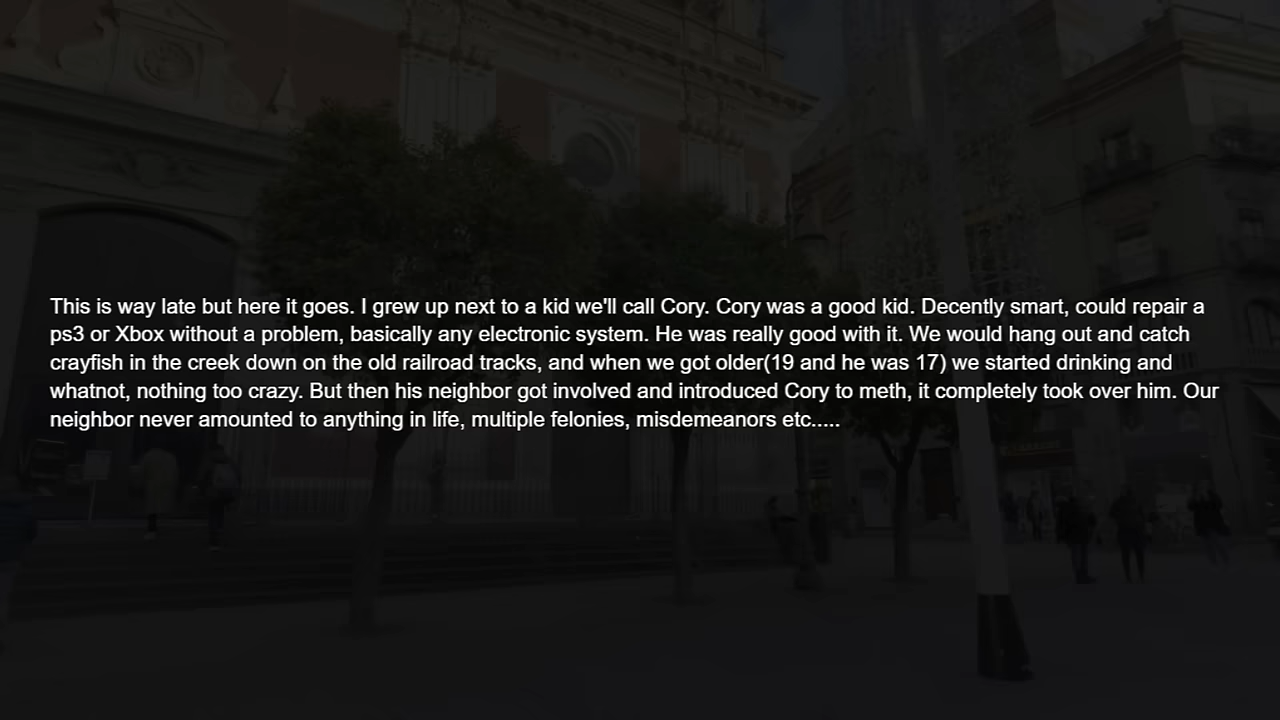 This is way late but here it goes. I grew up next to a kid we'll call Cory. Cory was a good kid. Decently smart, could repair a
ps3 or Xbox without a problem, basically any electronic system. He was really good with it. We would hang out and catch
crayfish in the creek down on the old railroad tracks, and when we got older(19 and he was 17) we started drinking and
whatnot, nothing too crazy. But then his neighbor got involved and introduced Cory to meth, it completely took over him. Our
neighbor never amounted to anything in life, multiple felonies, misdemeanors etc.....